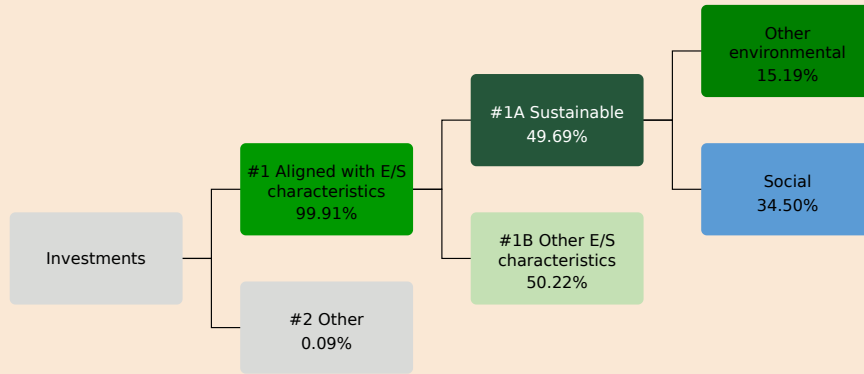 Investments
#1 Aligned with E/S
characteristics
99.91%
#2 Other
0.09%
#1A Sustainable
49.69%
#1B Other E/S
characteristics
50.22%
Other
environmental
15.19%
Social
34.50%